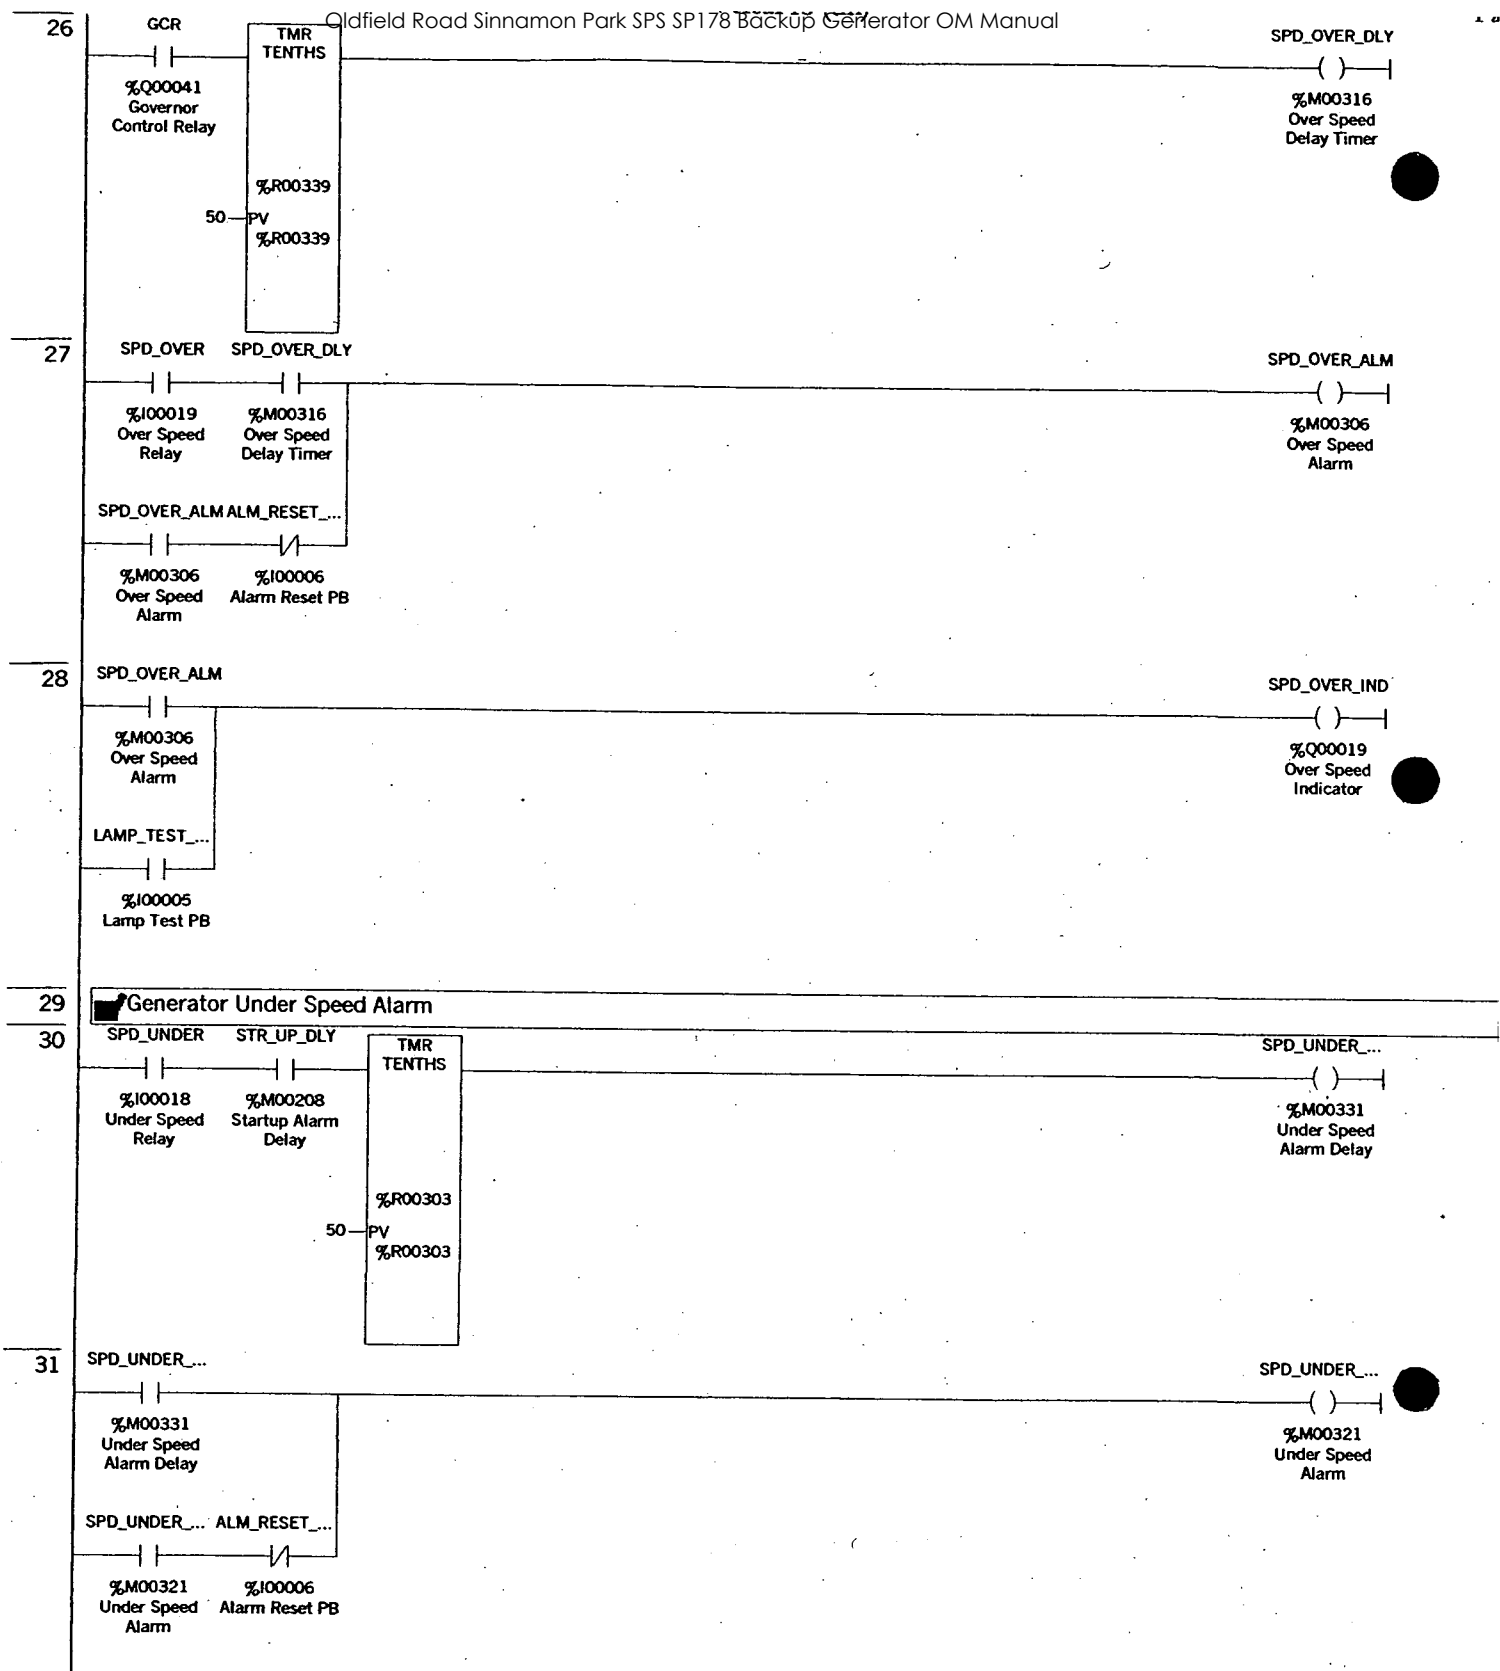 Oldfield Road Sinnamon Park SPS SP178 Backup Generator OM Manual
26
GCR
TMR
TENTHS
SPD_OVER_DLY
%Q00041
Governor
Control Relay
%M00316
Over Speed
Delay Timer
%R00339
50 PV
%R00339
27
SPD_OVER SPD_OVER_DLY
SPD_OVER_ALM
%I00019
Over Speed
Relay
%M00316
Over Speed
Delay Timer
%M00306
Over Speed
Alarm
SPD_OVER_ALM ALM_RESET_...
%M00306
Over Speed
Alarm
%I00006
Alarm Reset PB
28
SPD_OVER_ALM
SPD_OVER_IND
%M00306
Over Speed
Alarm
%Q00019
Over Speed
Indicator
LAMP_TEST_...
%I00005
Lamp Test PB
29
Generator Under Speed Alarm
30
SPD_UNDER STR_UP_DLY
TMR
TENTHS
SPD_UNDER_...
%I00018
Under Speed
Relay
%M00208
Startup Alarm
Delay
%M00331
Under Speed
Alarm Delay
%R00303
50 PV
%R00303
31
SPD_UNDER_...
SPD_UNDER_...
%M00331
Under Speed
Alarm Delay
%M00321
Under Speed
Alarm
SPD_UNDER_... ALM_RESET_...
%M00321
Under Speed
Alarm
%I00006
Alarm Reset PB